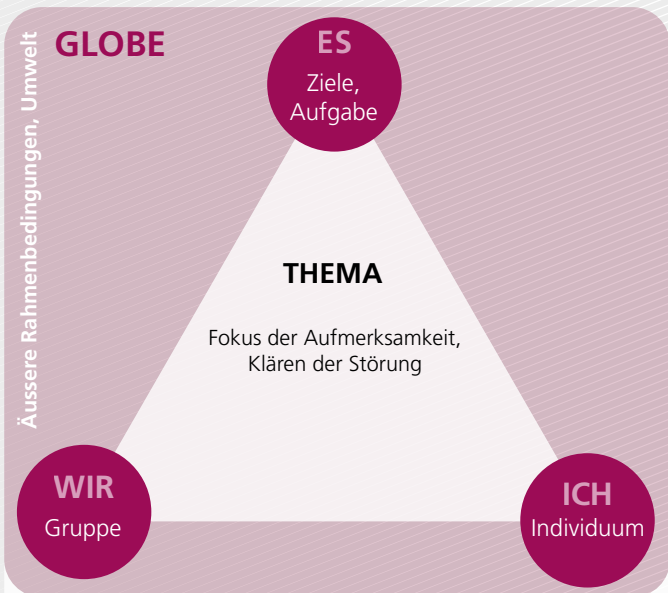 GLOBE
Äussere Rahmenbedingungen, Umwelt
ES
Ziele,
Aufgabe
THEMA
Fokus der Aufmerksamkeit,
Klären der Störung
WIR
Gruppe
ICH
Individuum